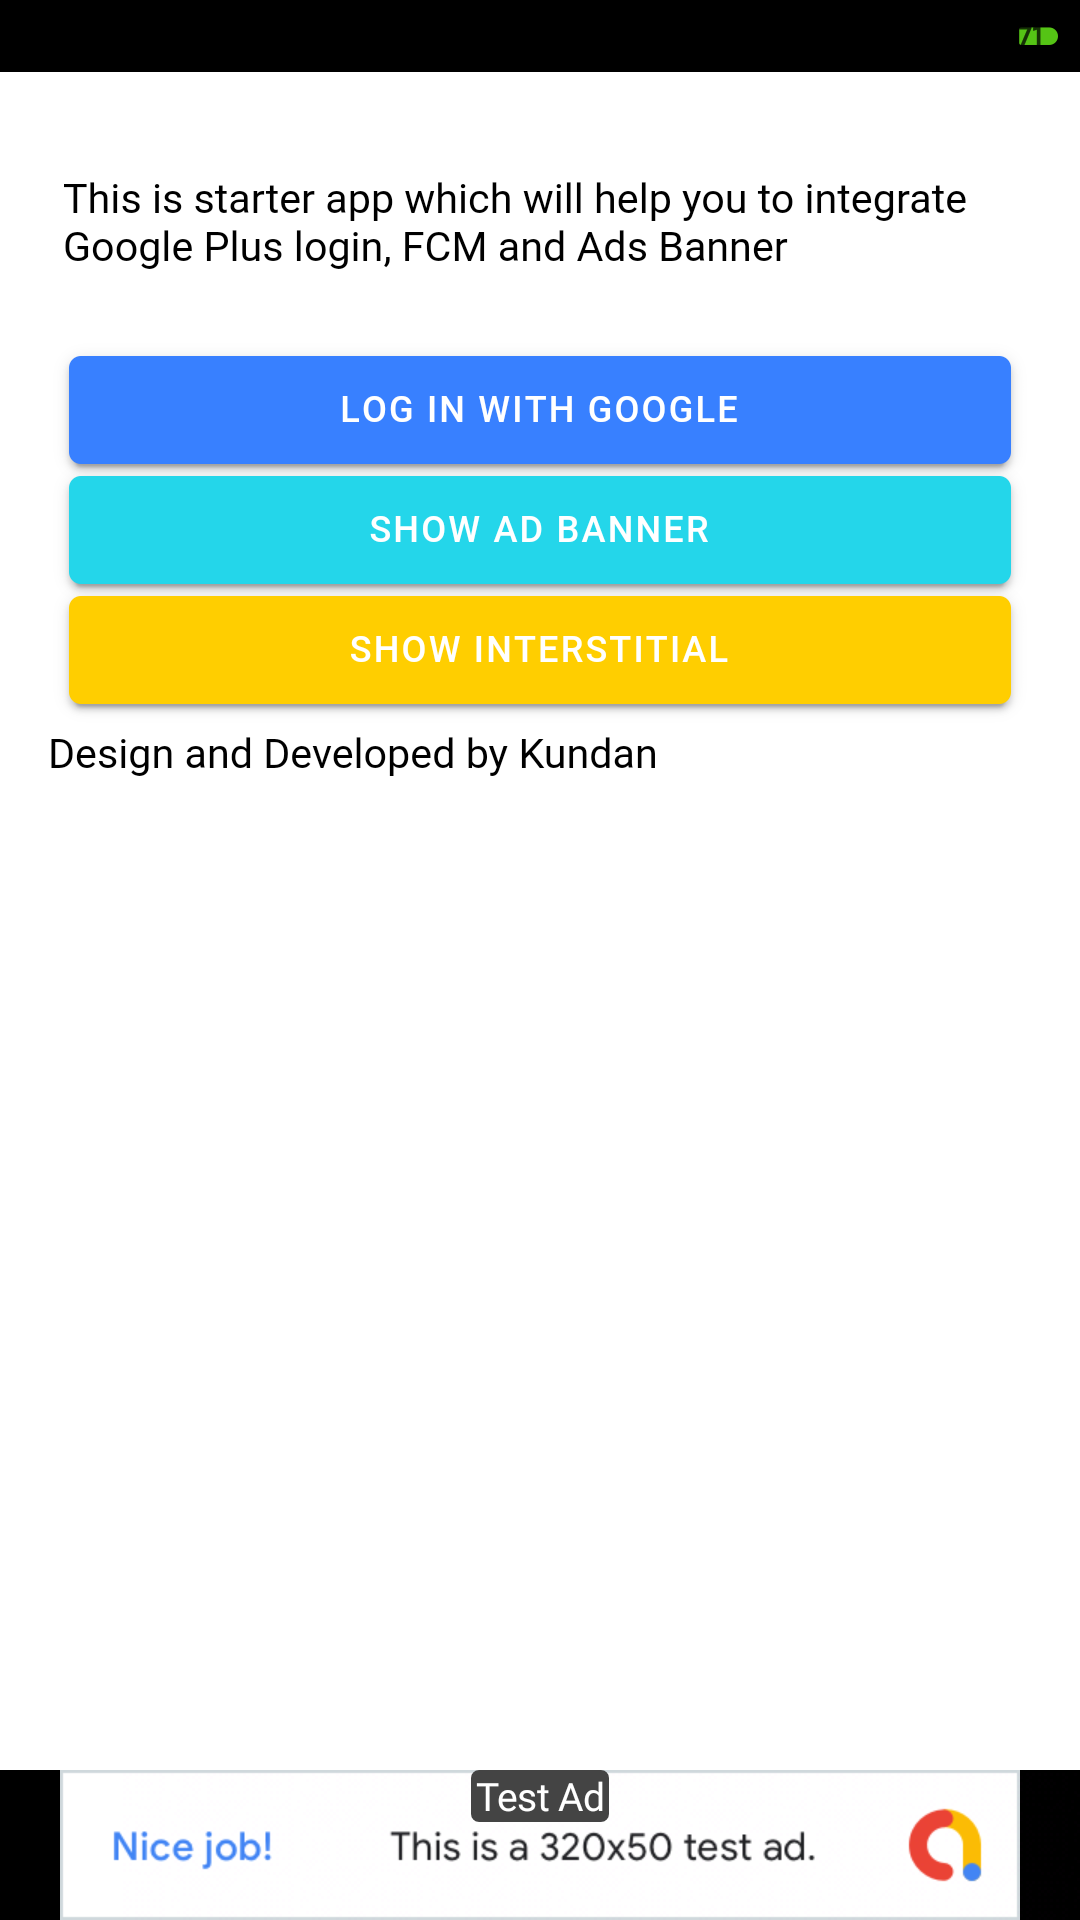 This is starter app which will help you to integrate
Google Plus login, FCM and Ads Banner
LOG IN WITH GOOGLE
SHOW AD BANNER
SHOW INTERSTITIAL
Design and Developed by Kundan
Test Ad
Nice job! This is a 320x50 test ad.